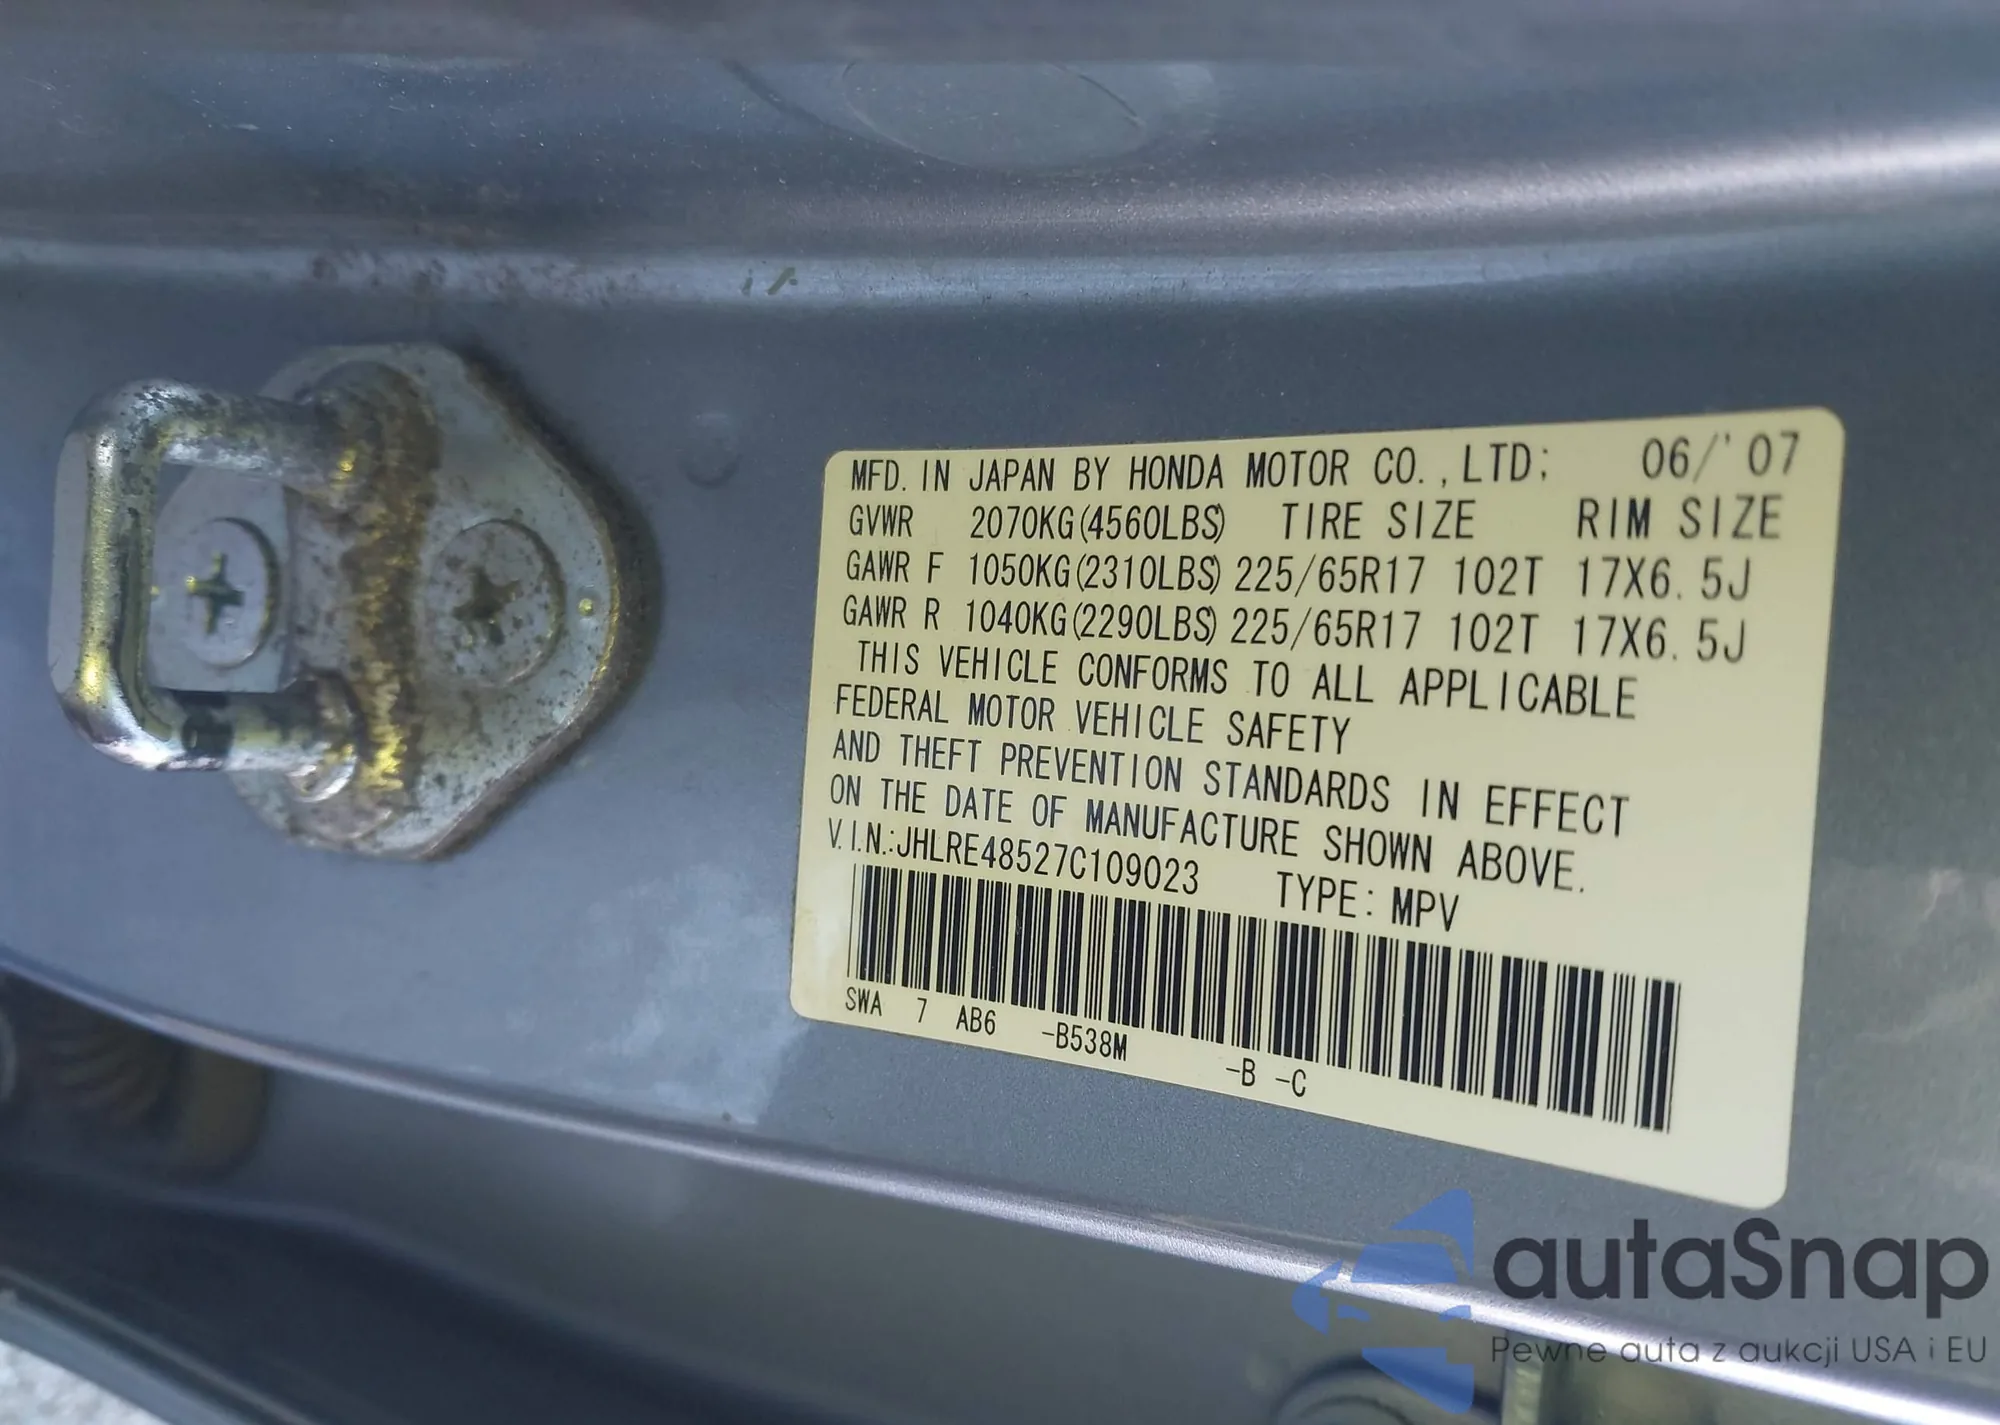 MFD. IN JAPAN BY HONDA MOTOR CO.,LTD; 06/'07
GVWR 2070KG(4560LBS) TIRE SIZE RIM SIZE
GAWR F 1050KG(2310LBS) 225/65R17 102T 17X6.5J
GAWR R 1040KG(2290LBS) 225/65R17 102T 17X6.5J
THIS VEHICLE CONFORMS TO ALL APPLICABLE
FEDERAL MOTOR VEHICLE SAFETY
AND THEFT PREVENTION STANDARDS IN EFFECT
ON THE DATE OF MANUFACTURE SHOWN ABOVE.
V.I.N.:JHLRE48527C109023 TYPE:MPV
SWA 7 AB6 -B538M -B -C
autaSnap
Pewne auta z aukcji USA i EU